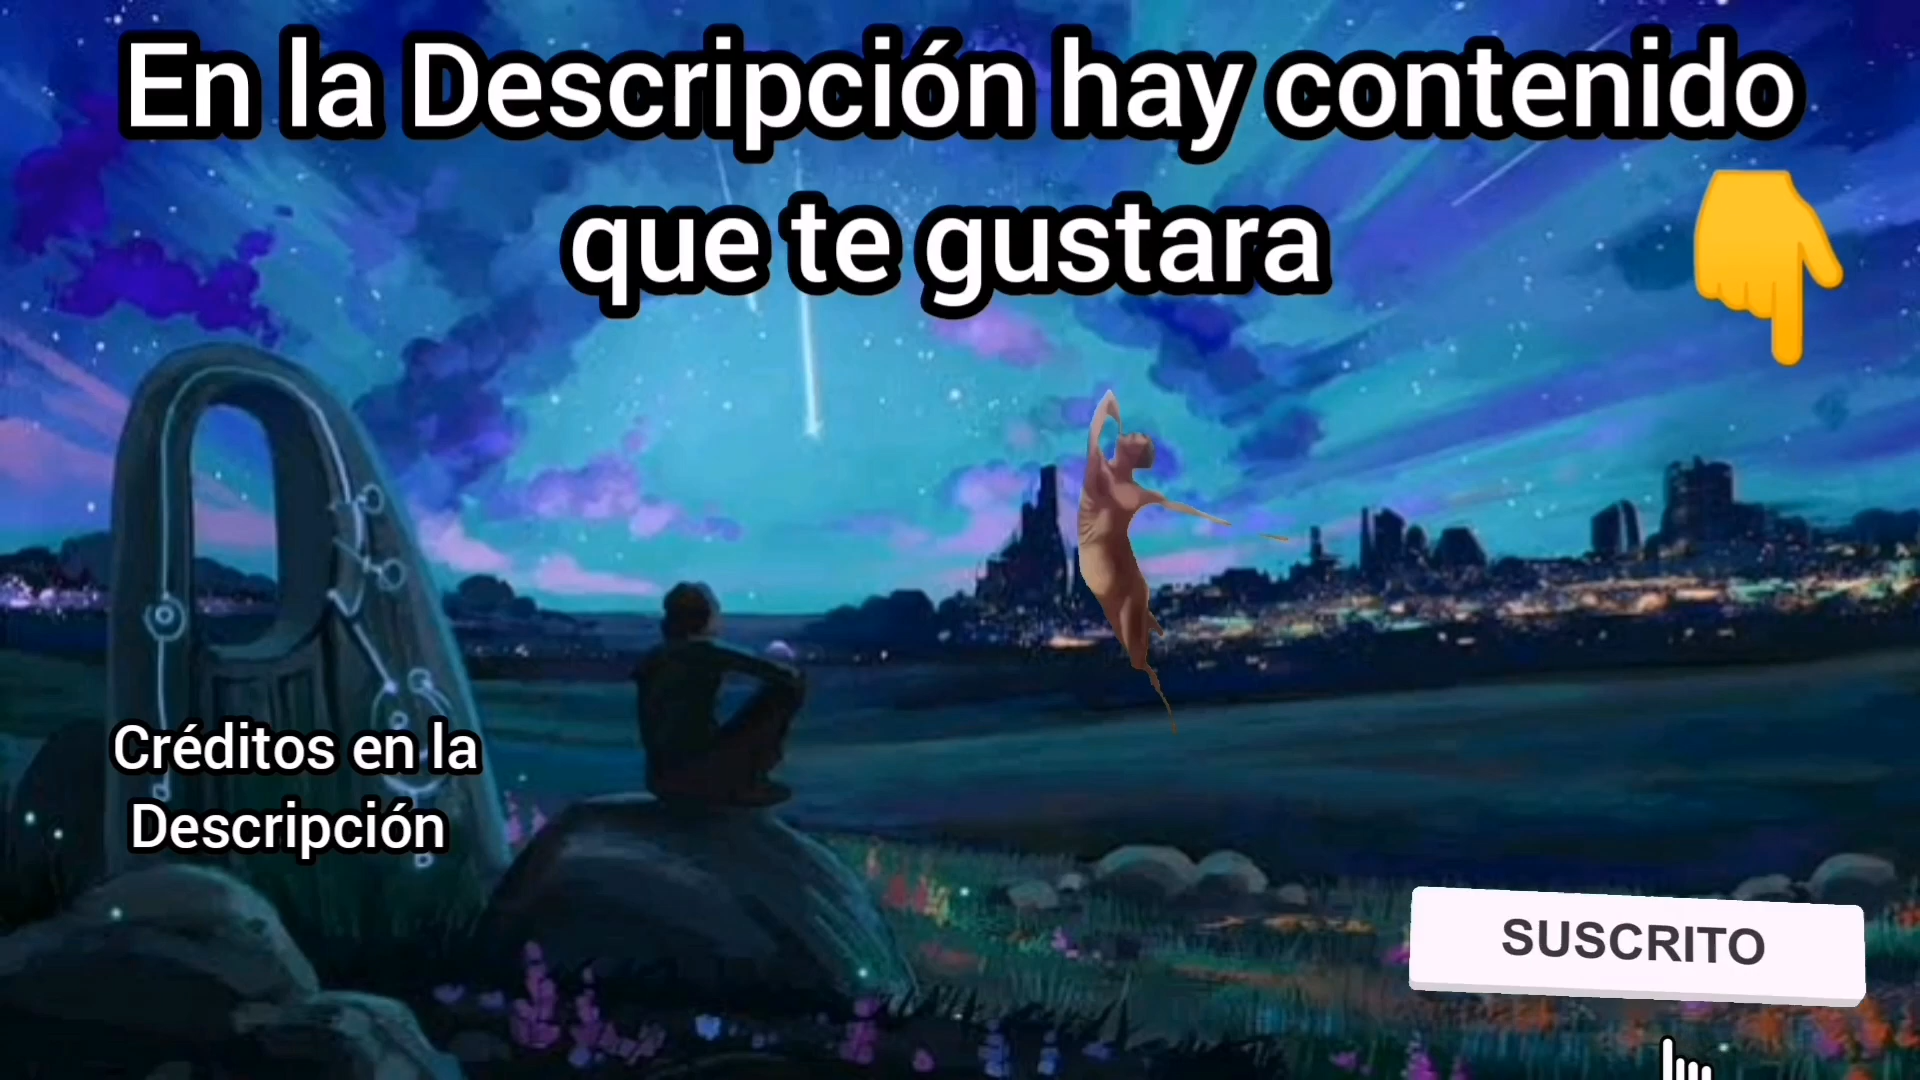 En la Descripción hay contenido
que te gustara
Créditos en la
Descripción
SUSCRITO